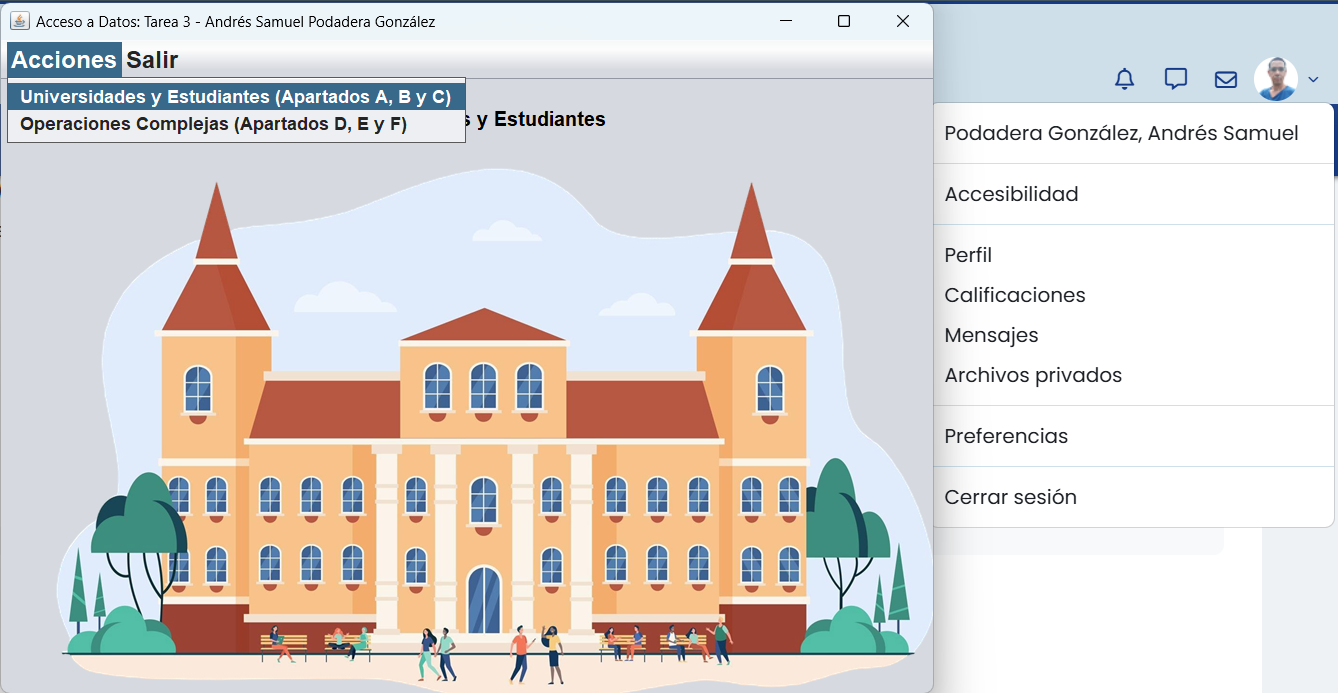 Acceso a Datos: Tarea 3 - Andrés Samuel Podadera González
Acciones Salir
Universidades y Estudiantes (Apartados A, B y C)
Operaciones Complejas (Apartados D, E y F)
y Estudiantes
Podadera González, Andrés Samuel
Accesibilidad
Perfil
Calificaciones
Mensajes
Archivos privados
Preferencias
Cerrar sesión